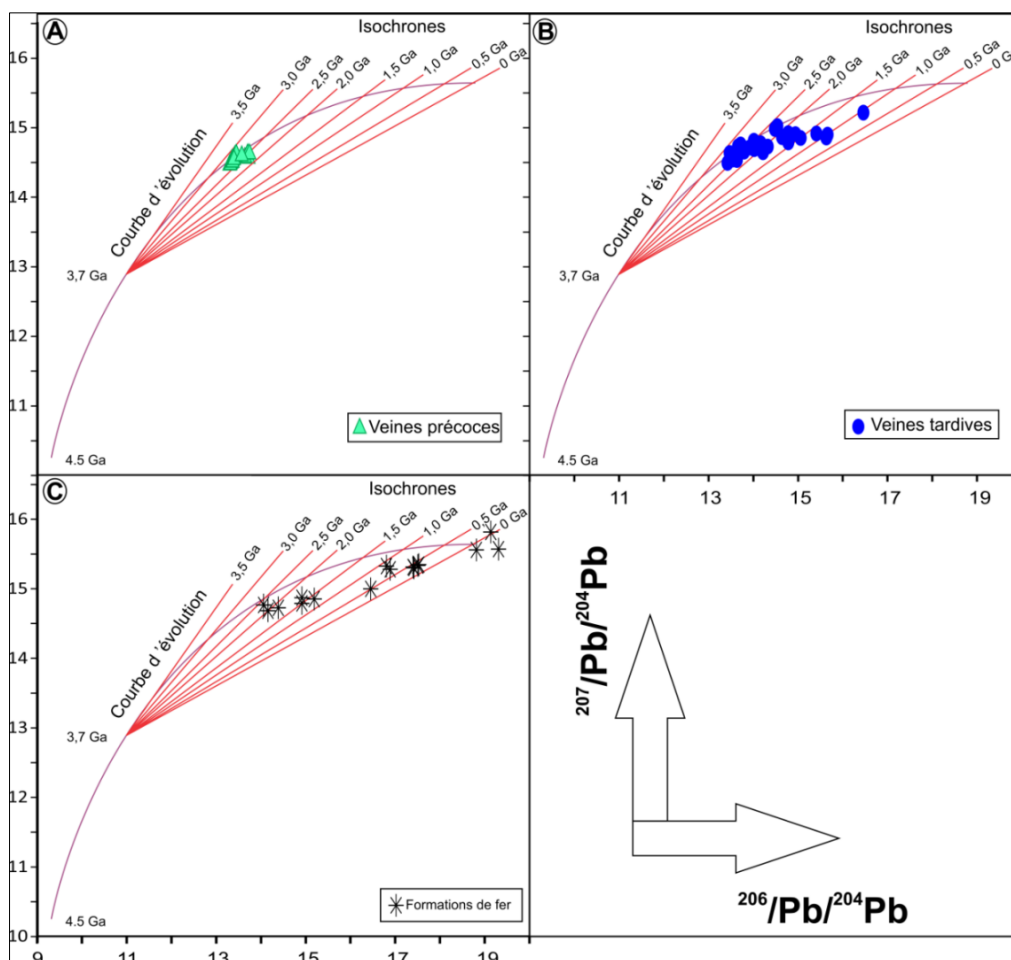 A
Isochrones
3,5 Ga
3,0 Ga
2,5 Ga
2,0 Ga
1,5 Ga
1,0 Ga
0,5 Ga
0 Ga
Courbe d 'évolution
3,7 Ga
4.5 Ga
Veines précoces
16
15
14
13
12
11
10
B
Isochrones
3,5 Ga
3,0 Ga
2,5 Ga
2,0 Ga
1,5 Ga
1,0 Ga
0,5 Ga
0 Ga
Courbe d 'évolution
3,7 Ga
4.5 Ga
Veines tardives
11 13 15 17 19
C
Isochrones
3,5 Ga
3,0 Ga
2,5 Ga
2,0 Ga
1,5 Ga
1,0 Ga
0,5 Ga
0 Ga
Courbe d 'évolution
3,7 Ga
4.5 Ga
Formations de fer
16
15
14
13
12
11
10
9 11 13 15 17 19
207/Pb/204Pb
206/Pb/204Pb